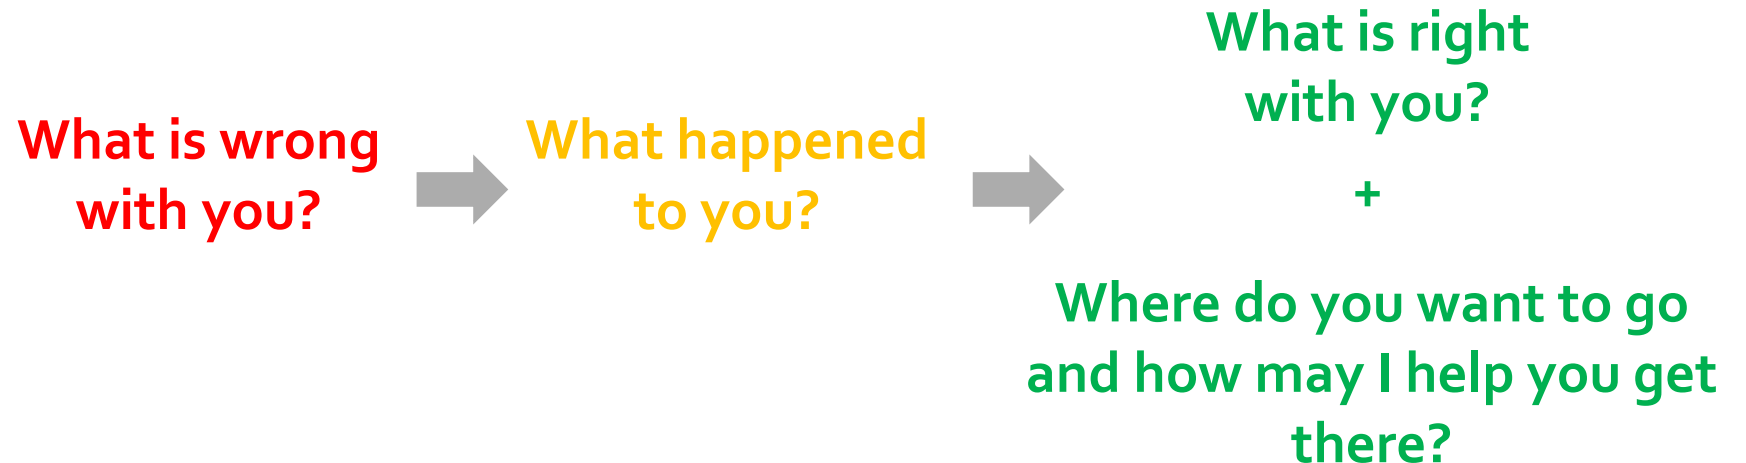 What is wrong
with you?
What happened
to you?
What is right
with you?
+
Where do you want to go
and how may I help you get
there?